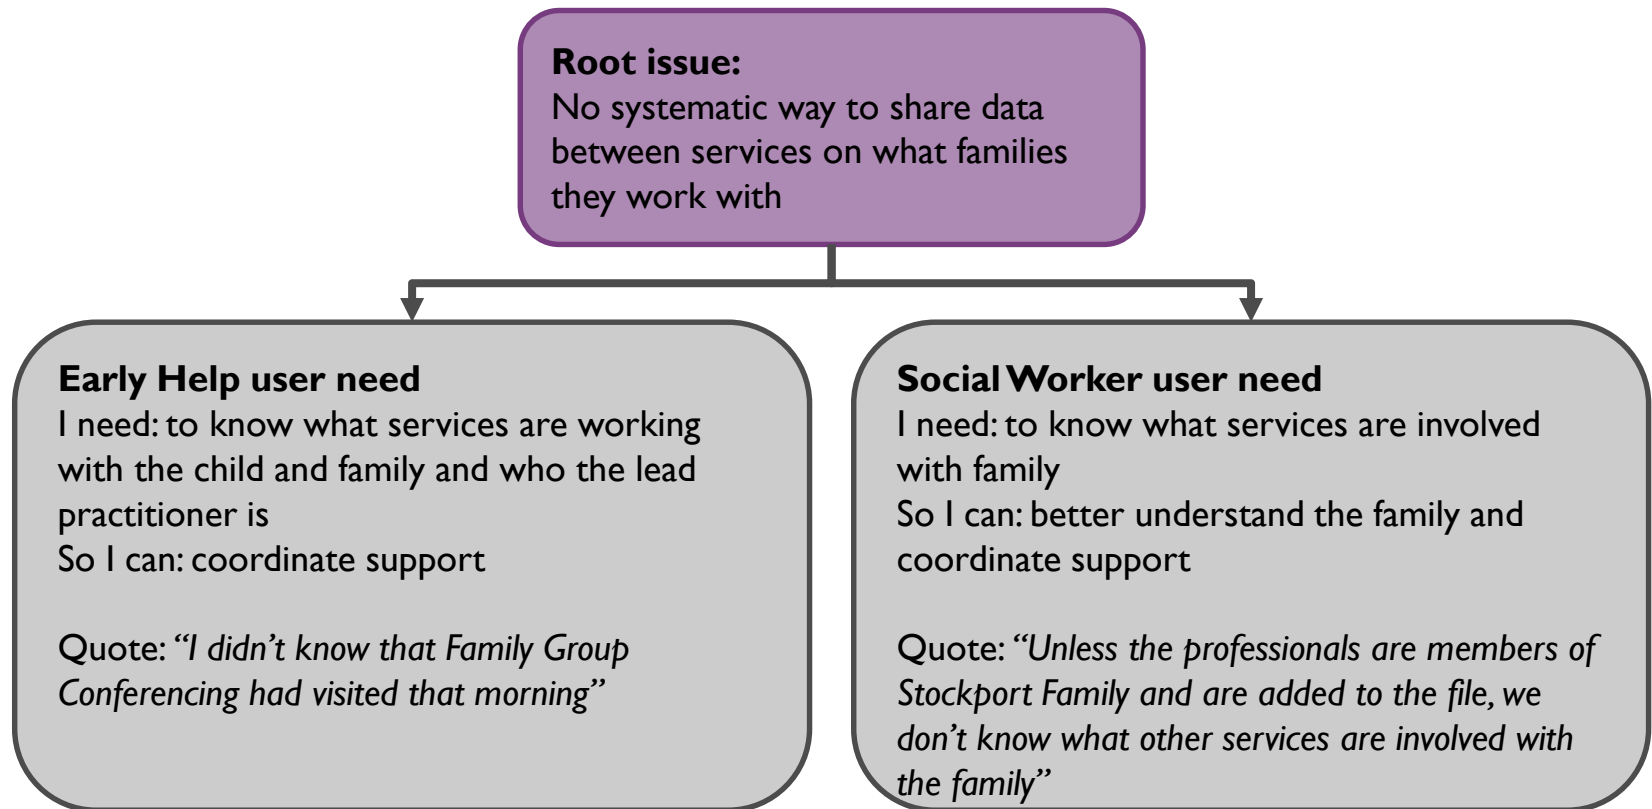 Root issue:
No systematic way to share data
between services on what families
they work with
Early Help user need
I need: to know what services are working
with the child and family and who the lead
practitioner is
So I can: coordinate support
Quote: “I didn’t know that Family Group
Conferencing had visited that morning”
Social Worker user need
I need: to know what services are involved
with family
So I can: better understand the family and
coordinate support
Quote: “Unless the professionals are members of
Stockport Family and are added to the file, we
don’t know what other services are involved with
the family”